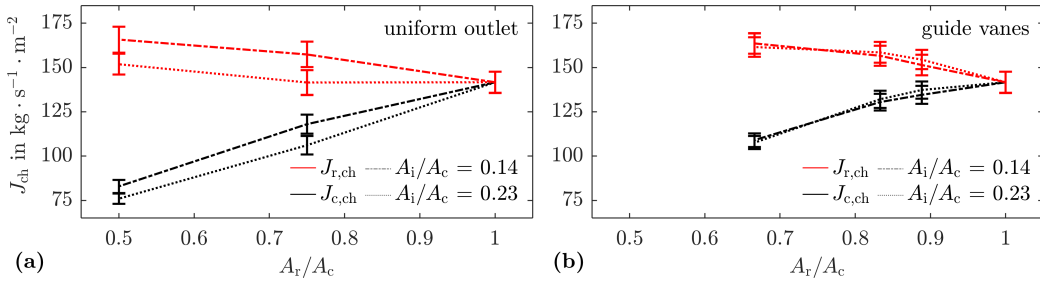 uniform outlet
J_ch in kg · s⁻¹ · m⁻²
175
150
125
100
75
J_r,ch A_i/A_c = 0.14
J_c,ch A_i/A_c = 0.23
0.5 0.6 0.7 0.8 0.9 1
(a) A_r/A_c
guide vanes
175
150
125
100
75
J_r,ch A_i/A_c = 0.14
J_c,ch A_i/A_c = 0.23
0.5 0.6 0.7 0.8 0.9 1
(b) A_r/A_c